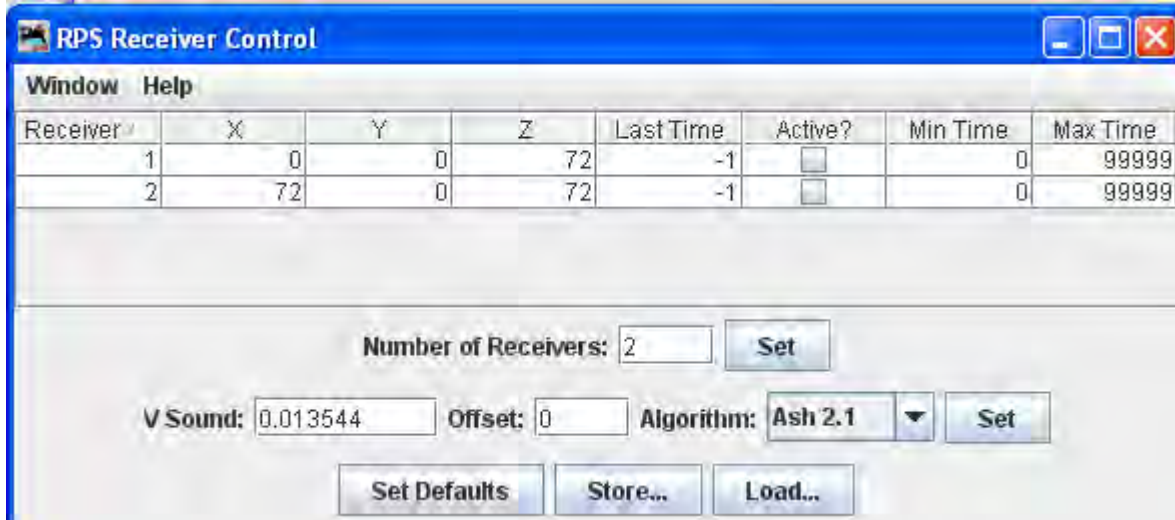 RPS Receiver Control
Window Help
Receiver X Y Z Last Time Active? Min Time Max Time
1 0 0 72 -1 0 99999
2 72 0 72 -1 0 99999
Number of Receivers: 2 Set
V Sound: 0.013544 Offset: 0 Algorithm: Ash 2.1 Set
Set Defaults Store... Load...